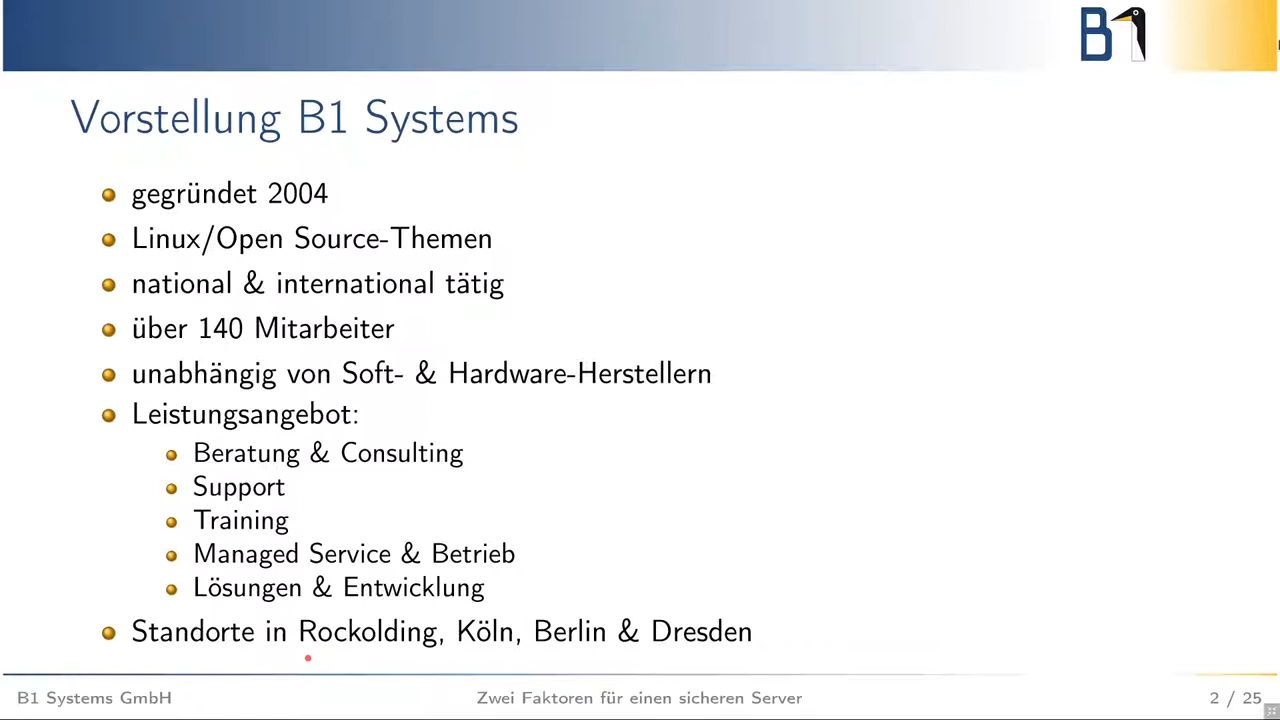 B1
Vorstellung B1 Systems
gegründet 2004
Linux/Open Source-Themen
national & international tätig
über 140 Mitarbeiter
unabhängig von Soft- & Hardware-Herstellern
Leistungsangebot:
Beratung & Consulting
Support
Training
Managed Service & Betrieb
Lösungen & Entwicklung
Standorte in Rockolding, Köln, Berlin & Dresden
B1 Systems GmbH
Zwei Faktoren für einen sicheren Server
2 / 25